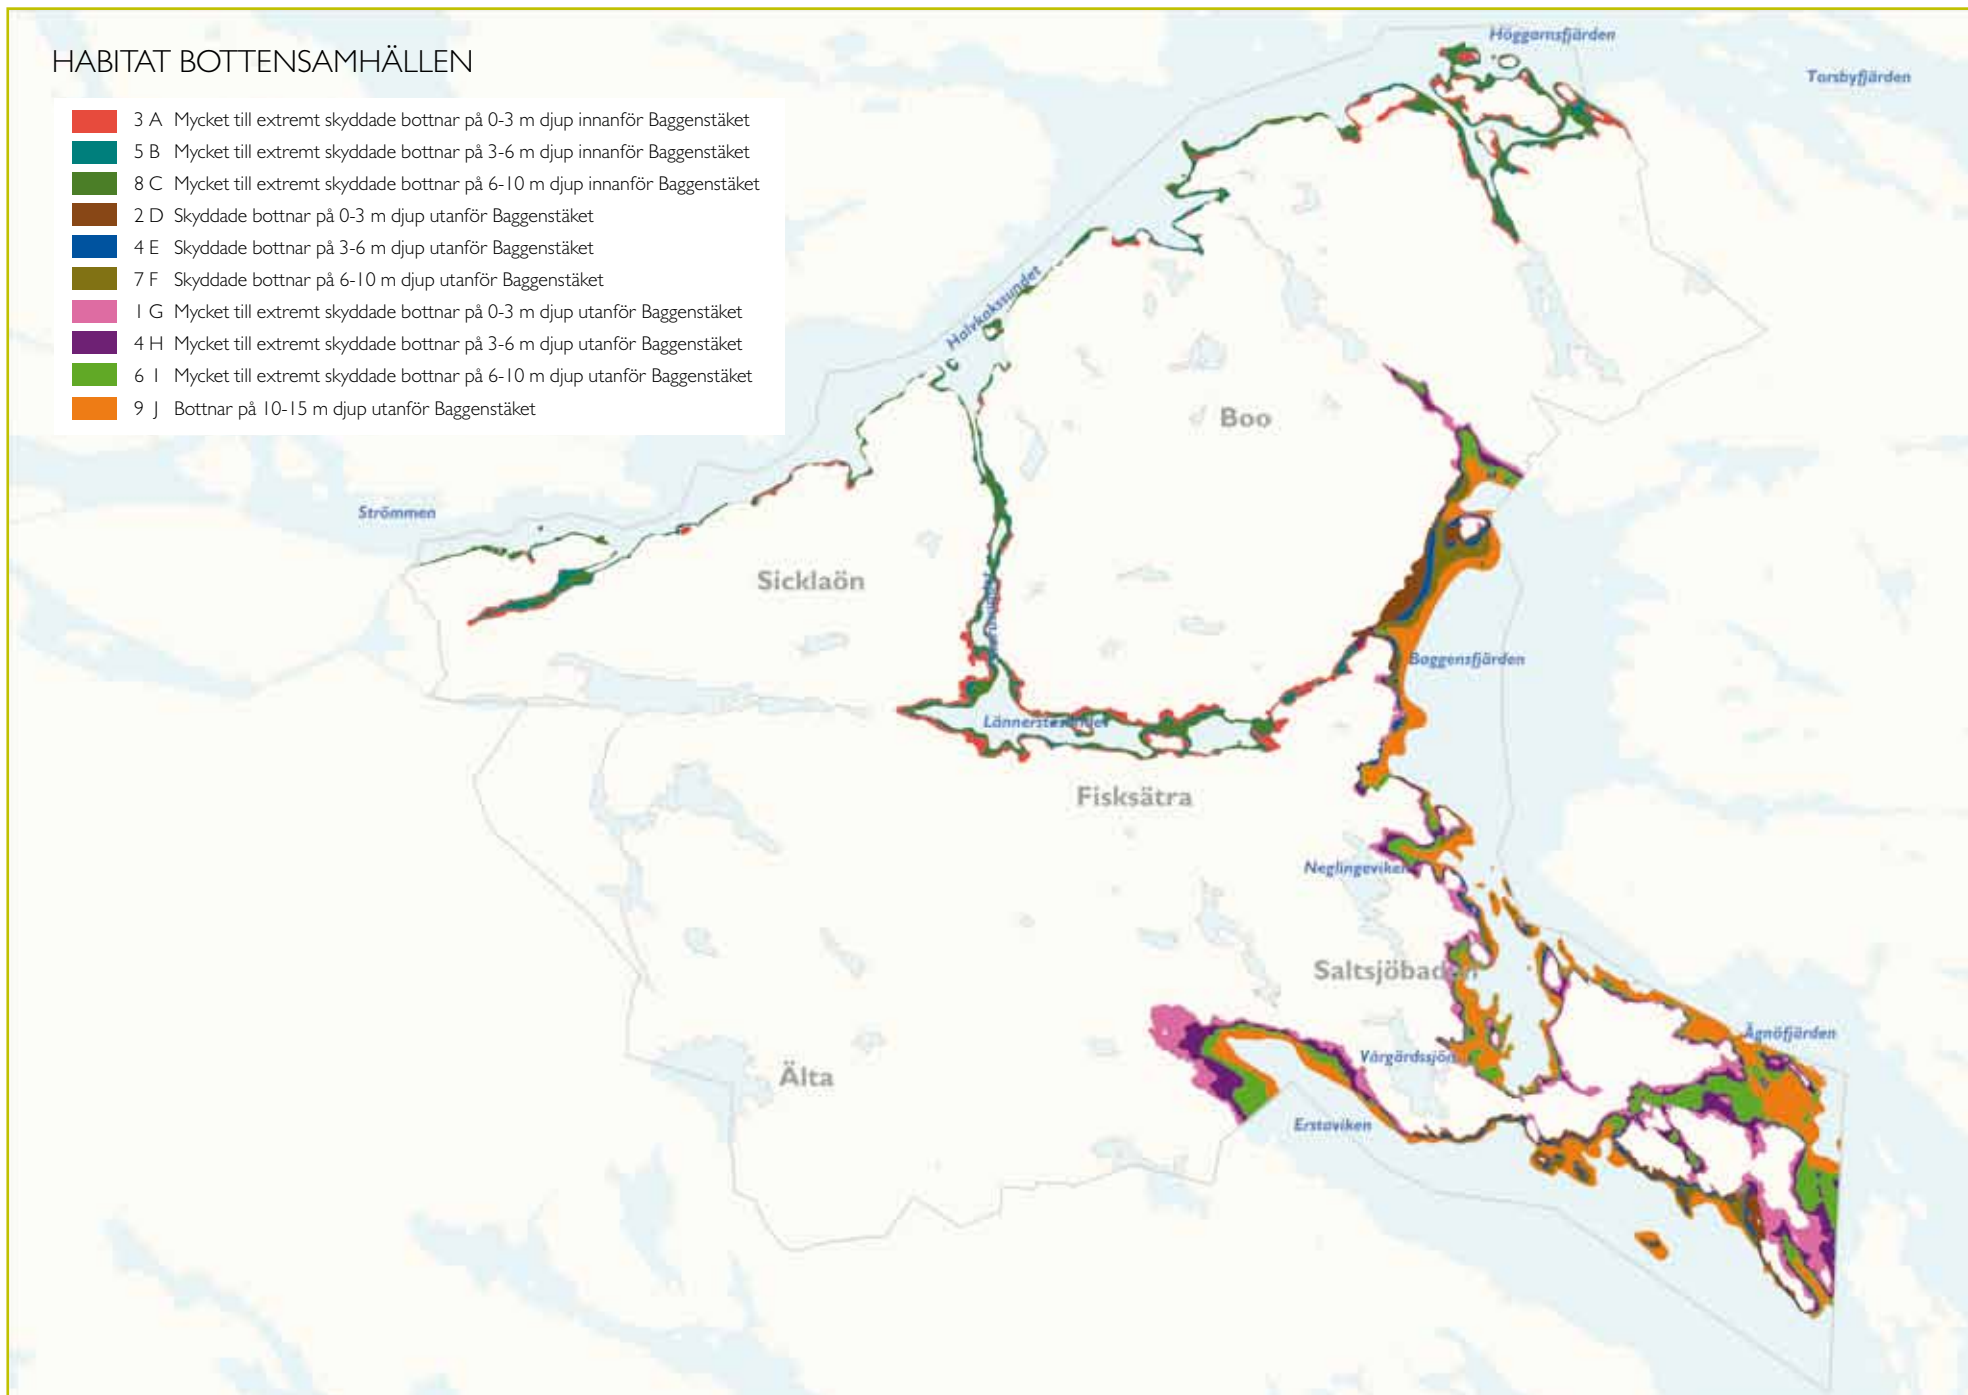 HABITAT BOTTENSAMHÄLLEN
3 A Mycket till extremt skyddade bottnar på 0-3 m djup innanför Baggenstäket
5 B Mycket till extremt skyddade bottnar på 3-6 m djup innanför Baggenstäket
8 C Mycket till extremt skyddade bottnar på 6-10 m djup innanför Baggenstäket
2 D Skyddade bottnar på 0-3 m djup utanför Baggenstäket
4 E Skyddade bottnar på 3-6 m djup utanför Baggenstäket
7 F Skyddade bottnar på 6-10 m djup utanför Baggenstäket
1 G Mycket till extremt skyddade bottnar på 0-3 m djup utanför Baggenstäket
4 H Mycket till extremt skyddade bottnar på 3-6 m djup utanför Baggenstäket
6 I Mycket till extremt skyddade bottnar på 6-10 m djup utanför Baggenstäket
9 J Bottnar på 10-15 m djup utanför Baggenstäket
Höggarnsfjärden
Torsbyfjärden
Halvkakssundet
Boo
Strömmen
Sicklaön
Baggensfjärden
Lännerstasundet
Fisksätra
Neglingeviken
Saltsjöbaden
Ägnöfjärden
Vårgärdssjön
Älta
Erstaviken